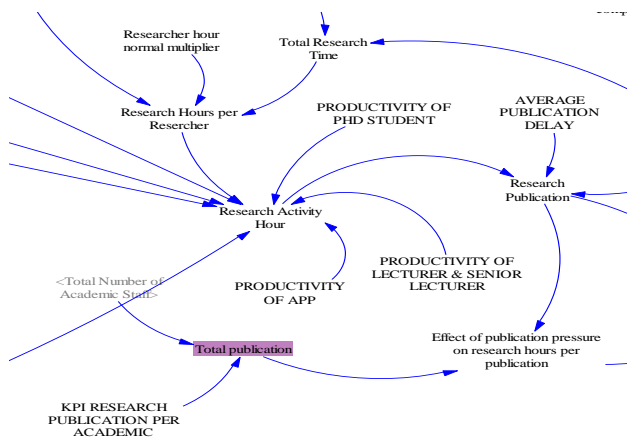 Researcher hour
normal multiplier
Total Research
Time
Research Hours per
Resercher
PRODUCTIVITY OF
PHD STUDENT
AVERAGE
PUBLICATION
DELAY
Research
Publication
Research Activity
Hour
<Total Number of
Academic Staff>
PRODUCTIVITY
OF APP
PRODUCTIVITY OF
LECTURER & SENIOR
LECTURER
Total publication
Effect of publication pressure
on research hours per
publication
KPI RESEARCH
PUBLICATION PER
ACADEMIC